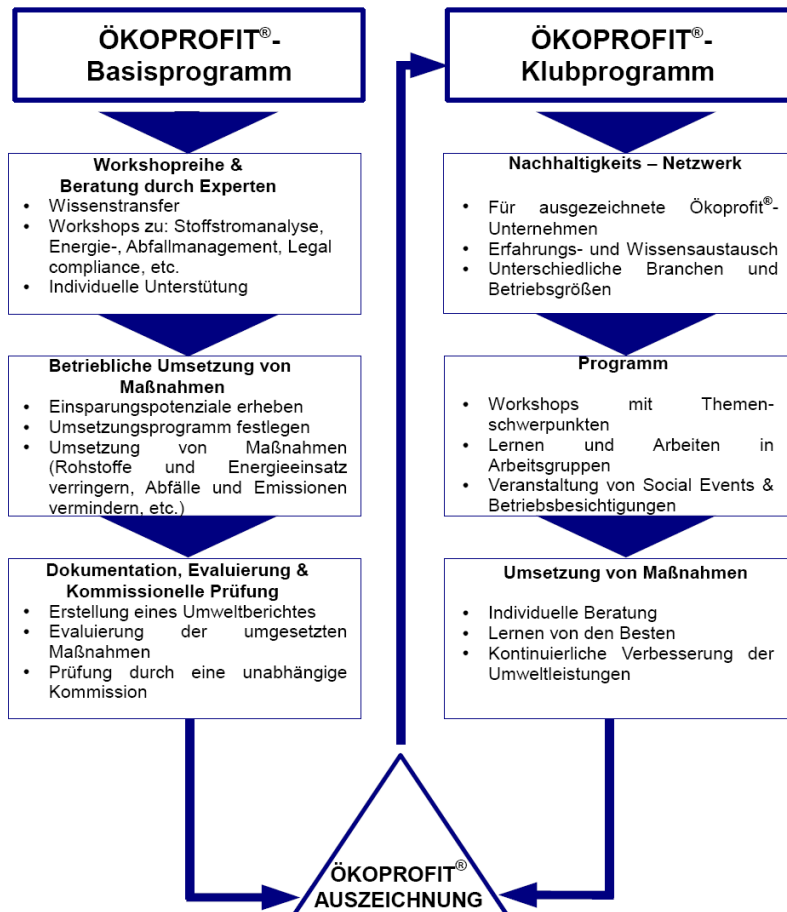 ÖKOPROFIT®-
Basisprogramm
Workshopreihe &
Beratung durch Experten
• Wissenstransfer
• Workshops zu: Stoffstromanalyse,
Energie-, Abfallmanagement, Legal
compliance, etc.
• Individuelle Unterstütung
Betriebliche Umsetzung von
Maßnahmen
• Einsparungspotenziale erheben
• Umsetzungsprogramm festlegen
• Umsetzung von Maßnahmen
(Rohstoffe und Energieeinsatz
verringern, Abfälle und Emissionen
vermindern, etc.)
Dokumentation, Evaluierung &
Kommissionelle Prüfung
• Erstellung eines Umweltberichtes
• Evaluierung der umgesetzten
Maßnahmen
• Prüfung durch eine unabhängige
Kommission
ÖKOPROFIT®-
Klubprogramm
Nachhaltigkeits – Netzwerk
• Für ausgezeichnete Ökoprofit®-
Unternehmen
• Erfahrungs- und Wissensaustausch
• Unterschiedliche Branchen und
Betriebsgrößen
Programm
• Workshops mit Themen-
schwerpunkten
• Lernen und Arbeiten in
Arbeitsgruppen
• Veranstaltung von Social Events &
Betriebsbesichtigungen
Umsetzung von Maßnahmen
• Individuelle Beratung
• Lernen von den Besten
• Kontinuierliche Verbesserung der
Umweltleistungen
ÖKOPROFIT®
AUSZEICHNUNG